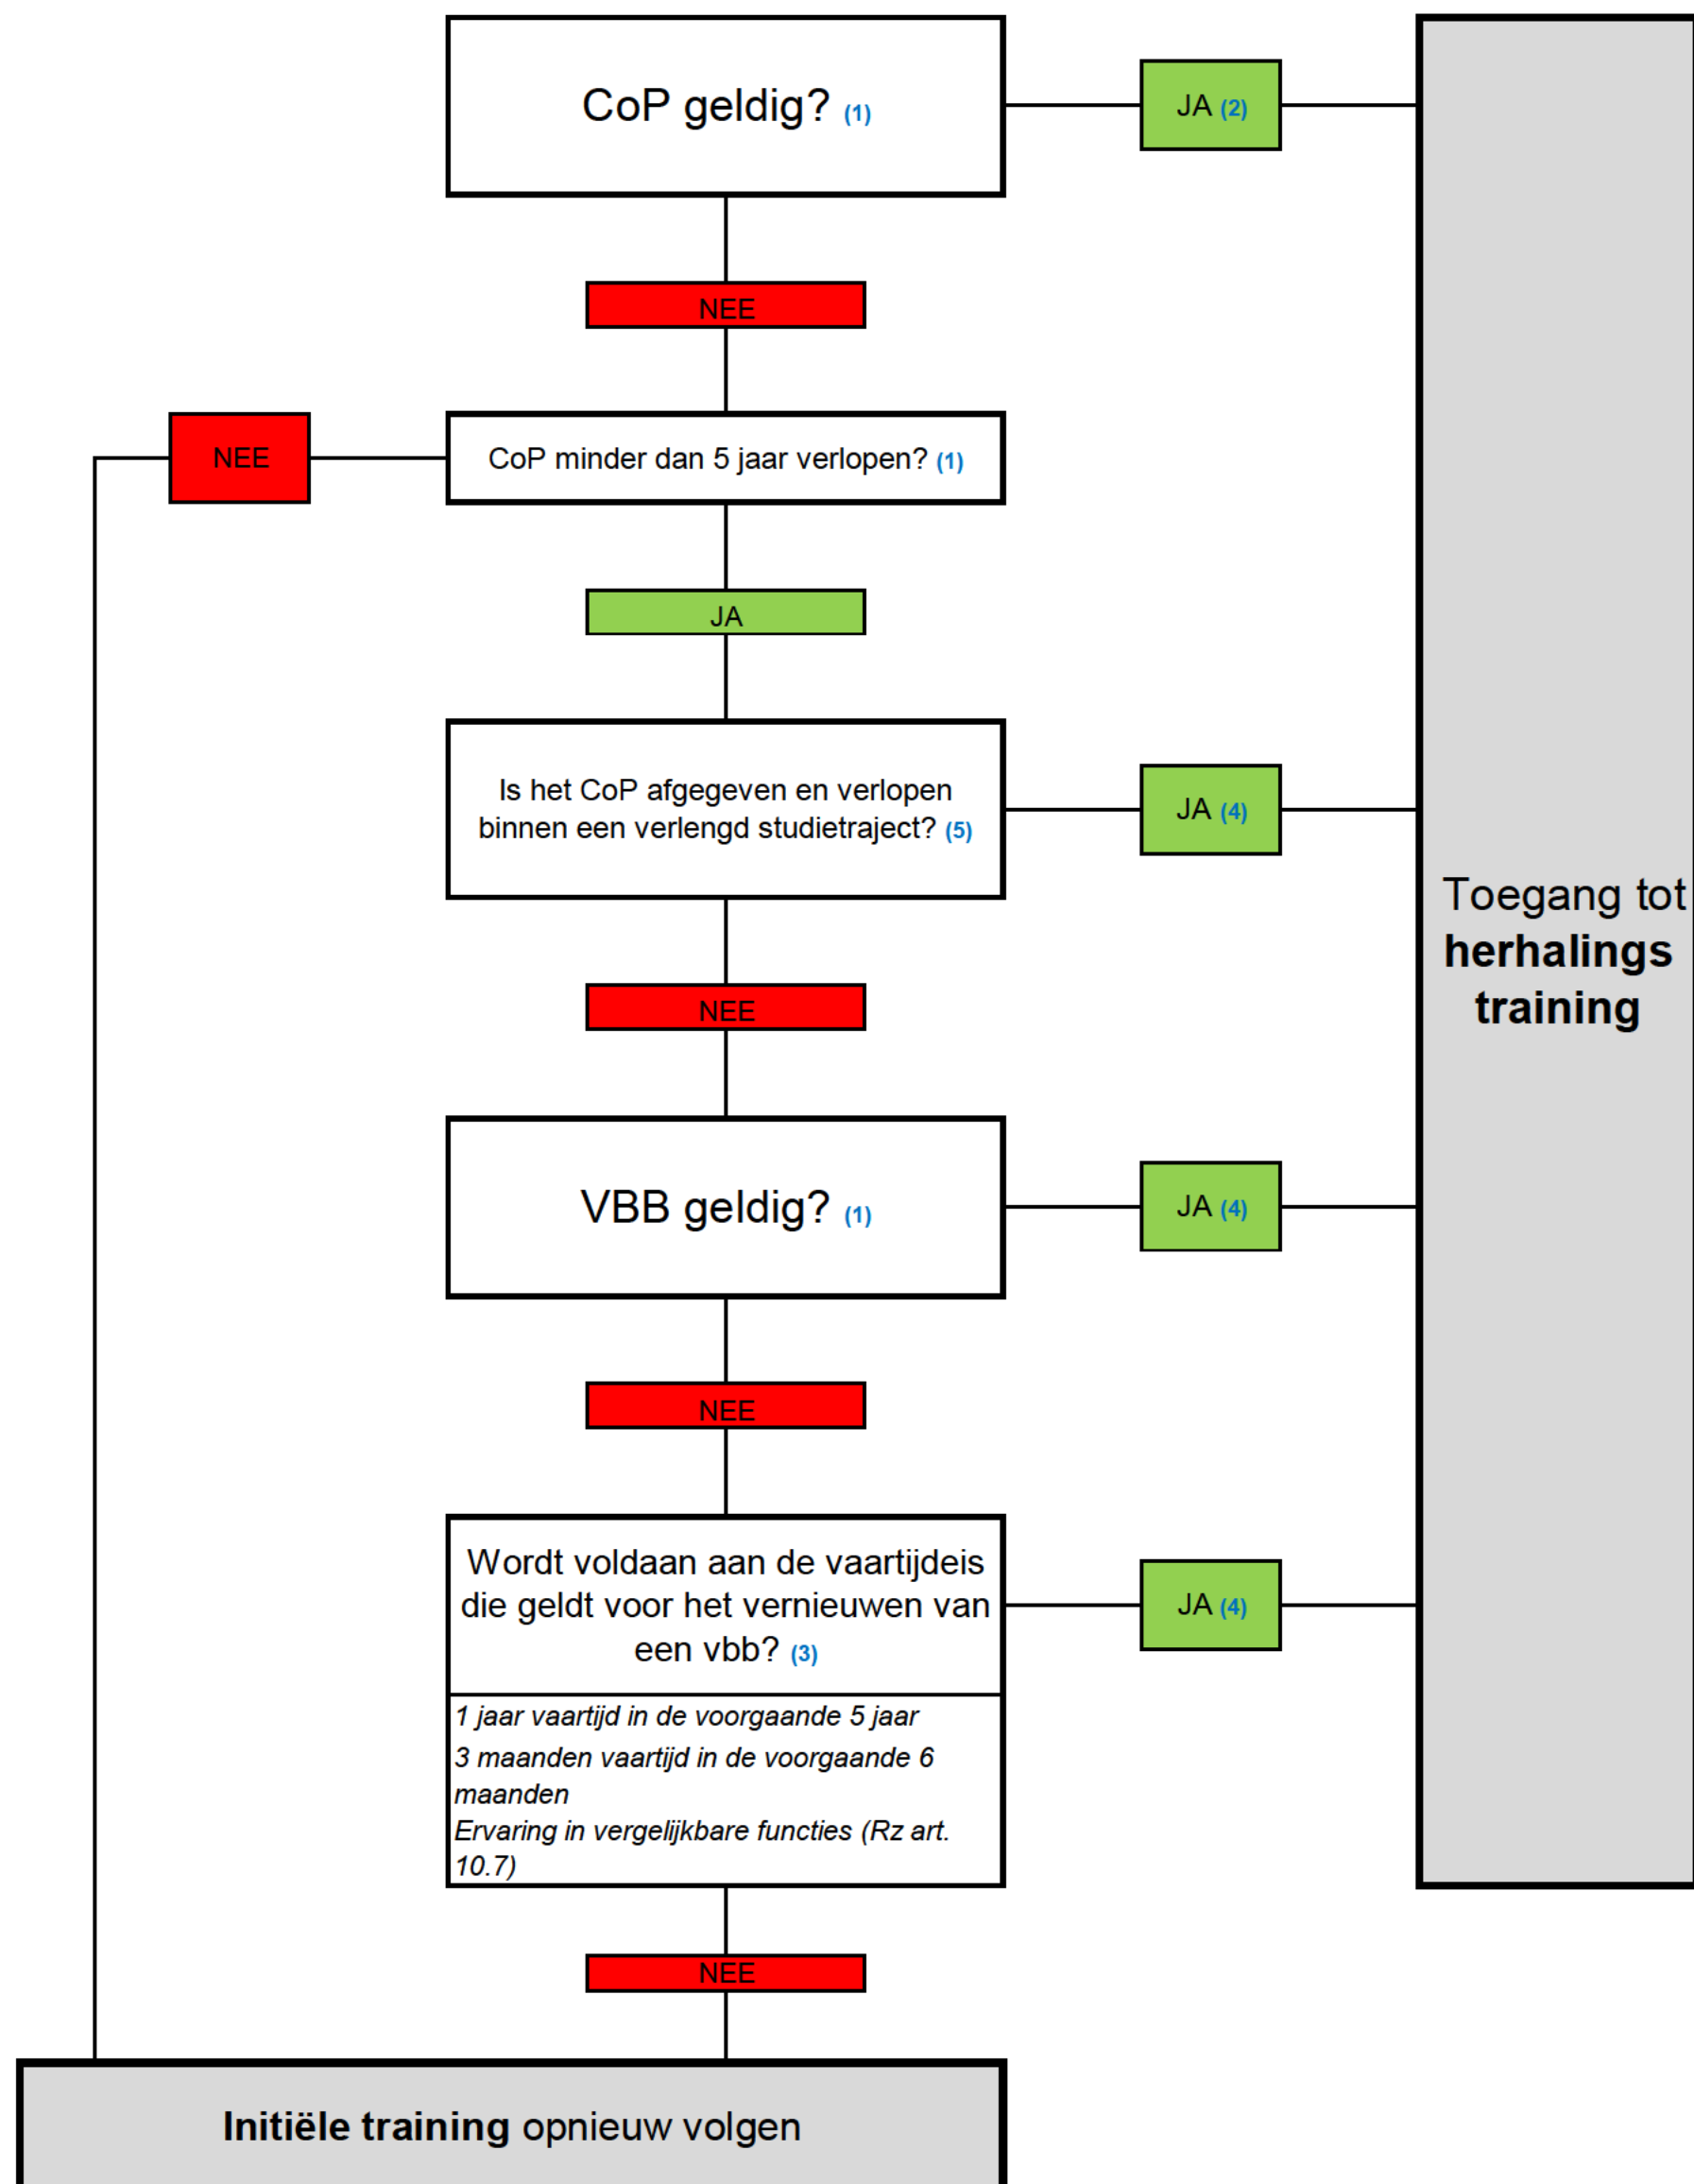 CoP geldig? (1)
JA (2)
NEE
NEE
CoP minder dan 5 jaar verlopen? (1)
JA
Is het CoP afgegeven en verlopen
binnen een verlengd studietraject? (5)
JA (4)
Toegang tot
herhalings
training
NEE
VBB geldig? (1)
JA (4)
NEE
Wordt voldaan aan de vaartijdeis
die geldt voor het vernieuwen van
een vbb? (3)
JA (4)
1 jaar vaartijd in de voorgaande 5 jaar
3 maanden vaartijd in de voorgaande 6
maanden
Ervaring in vergelijkbare functies (Rz art.
10.7)
NEE
Initiële training opnieuw volgen